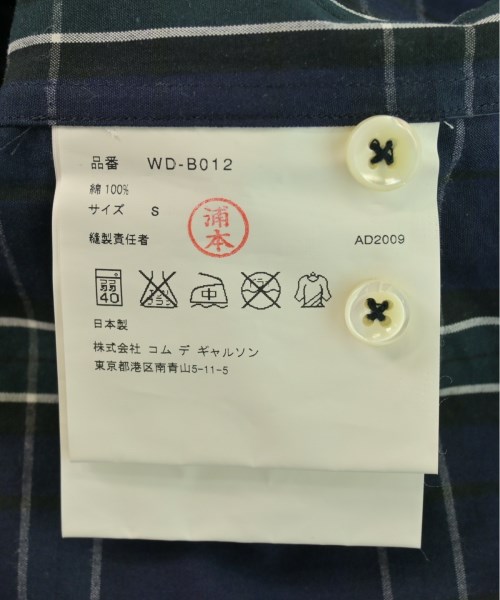 品番 WD-B012
綿 100%
サイズ S
浦本
縫製責任者 AD2009
弱 40 中
日本製
株式会社 コム デ ギャルソン
東京都港区南青山5-11-5